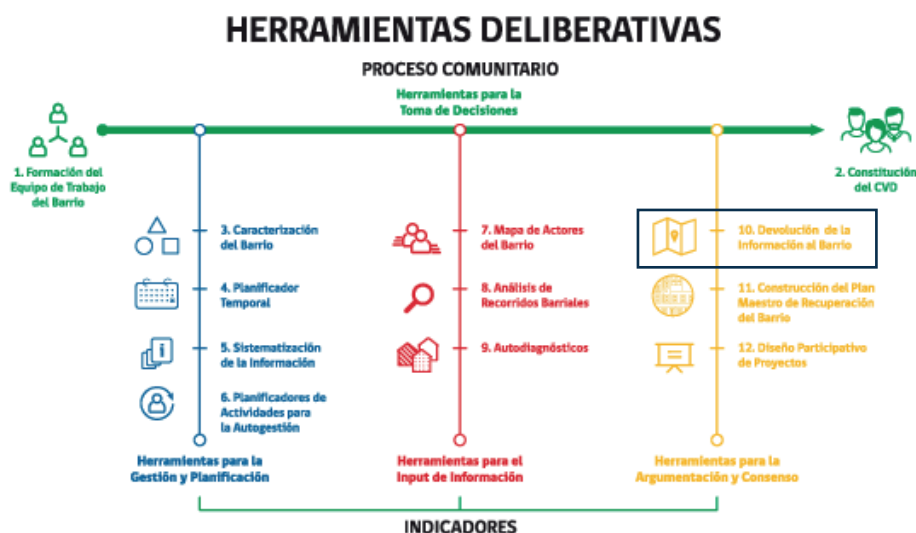 HERRAMIENTAS DELIBERATIVAS
PROCESO COMUNITARIO
Herramientas para la
Toma de Decisiones
1. Formación del
Equipo de Trabajo
del Barrio
2. Constitución
del CVD
3. Caracterización
del Barrio
4. Planificador
Temporal
5. Sistematización
de la Información
6. Planificadores de
Actividades para
la Autogestión
Herramientas para la
Gestión y Planificación
7. Mapa de Actores
del Barrio
8. Análisis de
Recorridos Barriales
9. Autodiagnósticos
Herramientas para el
Input de Información
10. Devolución de la
Información al Barrio
11. Construcción del Plan
Maestro de Recuperación
del Barrio
12. Diseño Participativo
de Proyectos
Herramientas para la
Argumentación y Consenso
INDICADORES